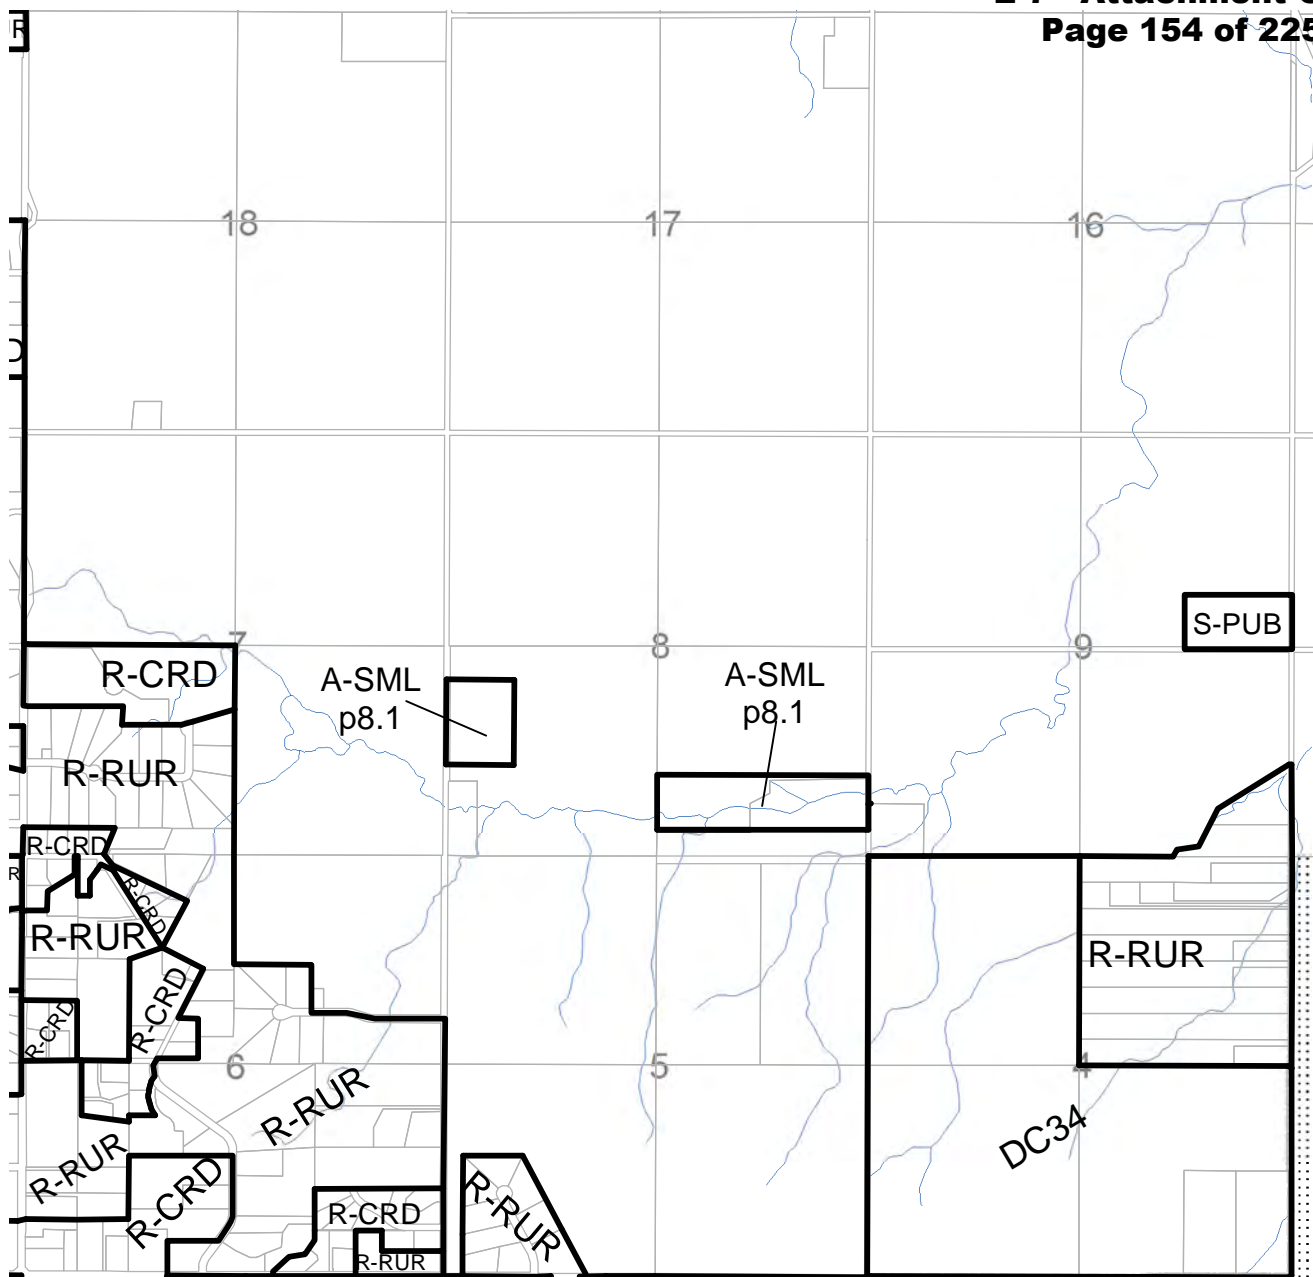 Page 154 of 225
R
18
17
16
D
S-PUB
7
8
9
R-CRD
A-SML
p8.1
A-SML
p8.1
R-RUR
R-CRD
R
R-CRD
R-RUR
R-RUR
R-CRD
R-CRD
6
5
4
R-RUR
DC34
R-RUR
R-CRD
R-RUR
R-CRD
R-RUR